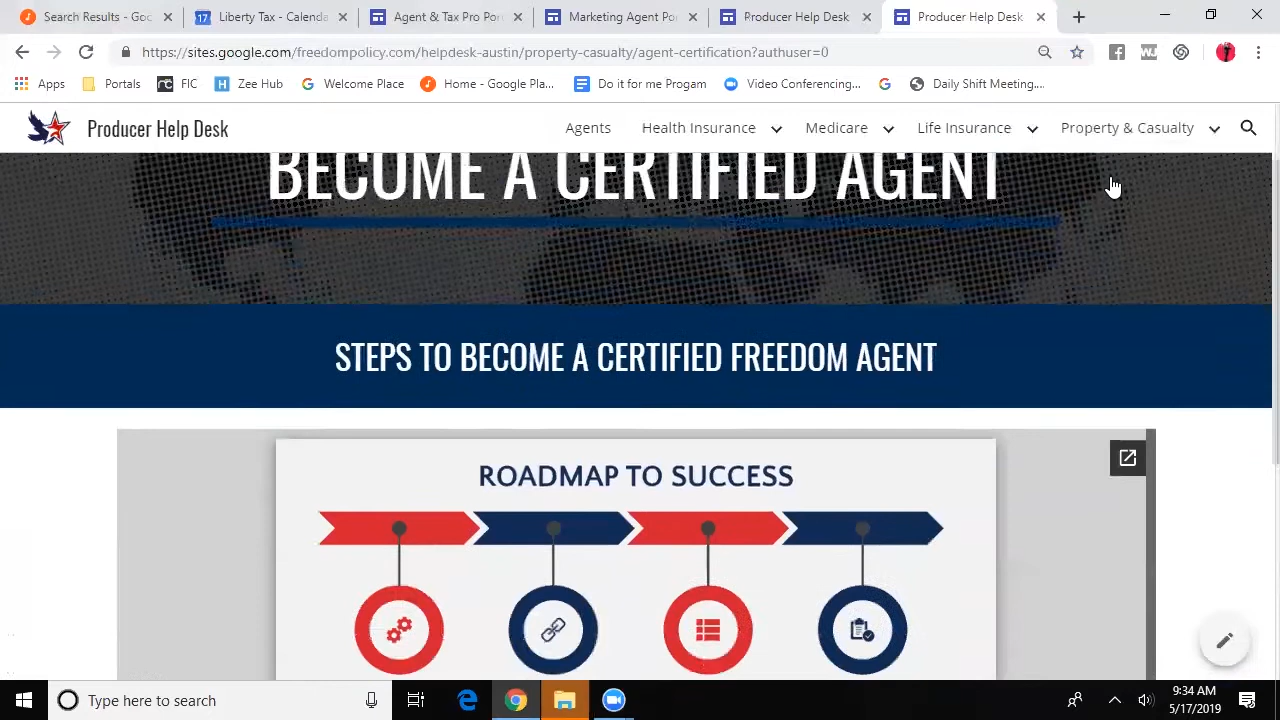 Search Results - Goc
Liberty Tax - Calenda
Agent & Tax Pro Por
Marketing Agent Por
Producer Help Desk
Producer Help Desk
https://sites.google.com/freedompolicy.com/helpdesk-austin/property-casualty/agent-certification?authuser=0
Apps
Portals
FIC
Zee Hub
Welcome Place
Home - Google Pla...
Do it for me Progam
Video Conferencing,...
Daily Shift Meeting....
Producer Help Desk
Agents
Health Insurance
Medicare
Life Insurance
Property & Casualty
BECOME A CERTIFIED AGENT
STEPS TO BECOME A CERTIFIED FREEDOM AGENT
ROADMAP TO SUCCESS
Type here to search
9:34 AM
5/17/2019